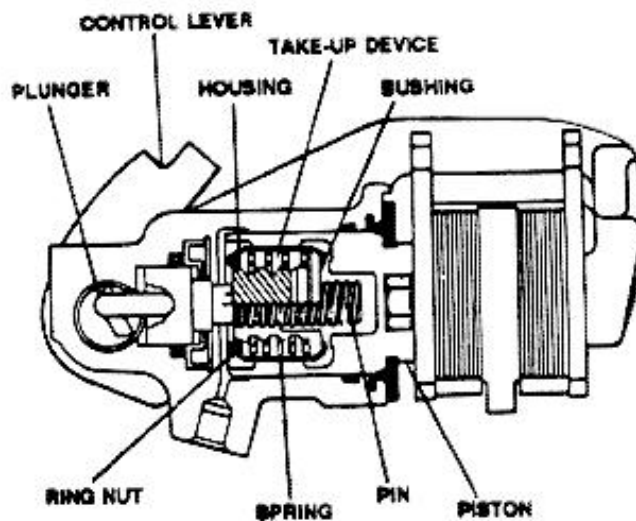 CONTROL LEVER
TAKE-UP DEVICE
PLUNGER
HOUSING
BUSHING
RING NUT
SPRING
PIN
PISTON